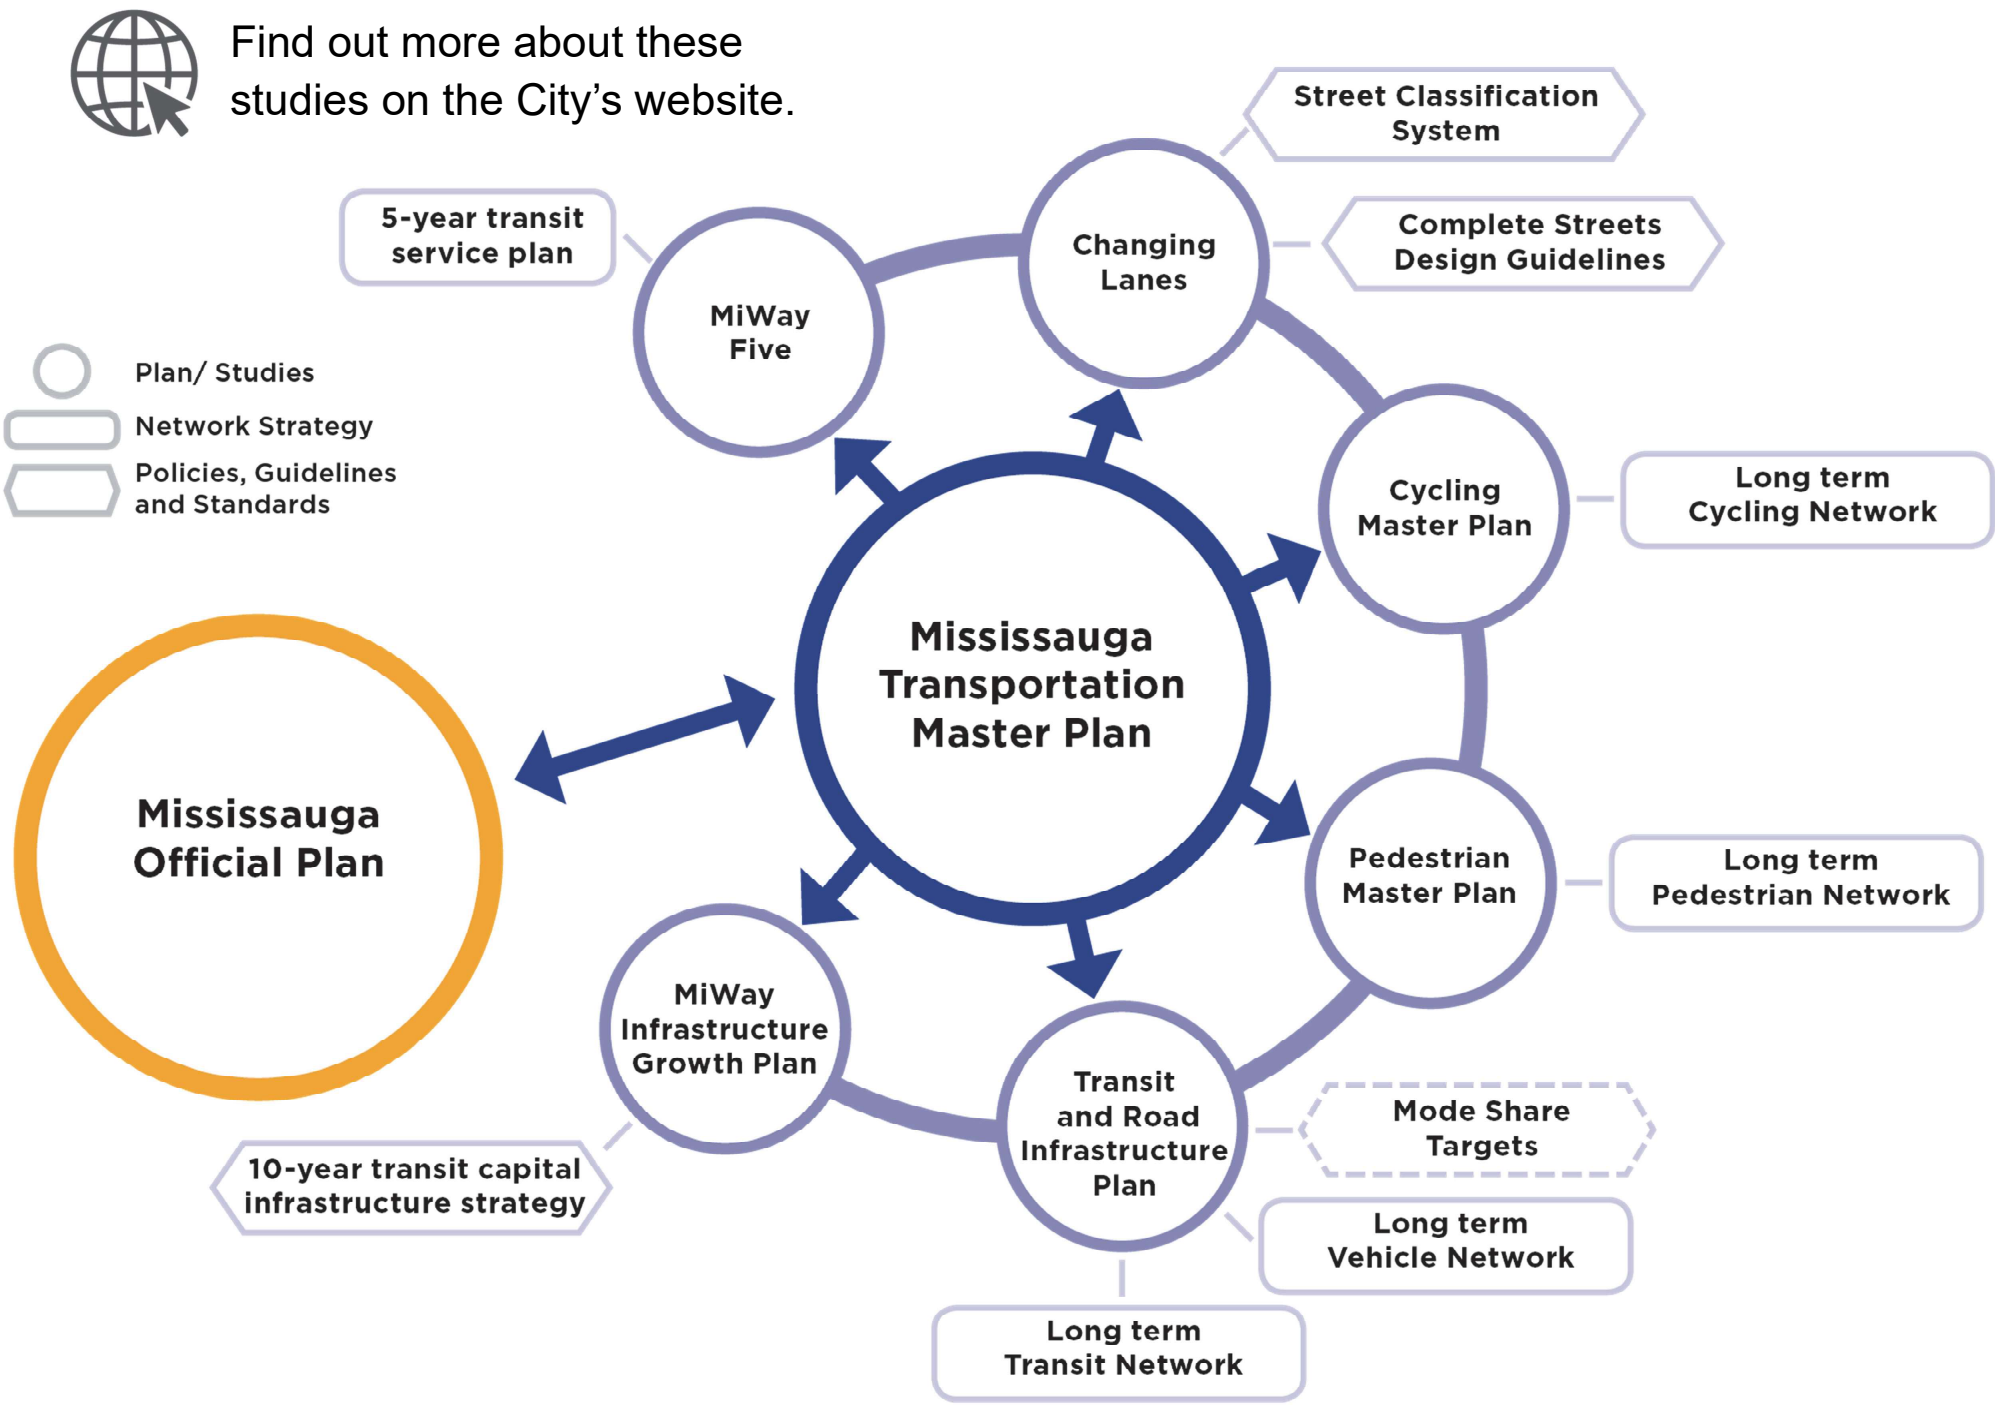 Find out more about these
studies on the City's website.
Street Classification
System
Complete Streets
Design Guidelines
5-year transit
service plan
Changing
Lanes
MiWay
Five
Plan/ Studies
Network Strategy
Policies, Guidelines
and Standards
Cycling
Master Plan
Long term
Cycling Network
Mississauga
Transportation
Master Plan
Mississauga
Official Plan
Pedestrian
Master Plan
Long term
Pedestrian Network
MiWay
Infrastructure
Growth Plan
Transit
and Road
Infrastructure
Plan
Mode Share
Targets
10-year transit capital
infrastructure strategy
Long term
Vehicle Network
Long term
Transit Network